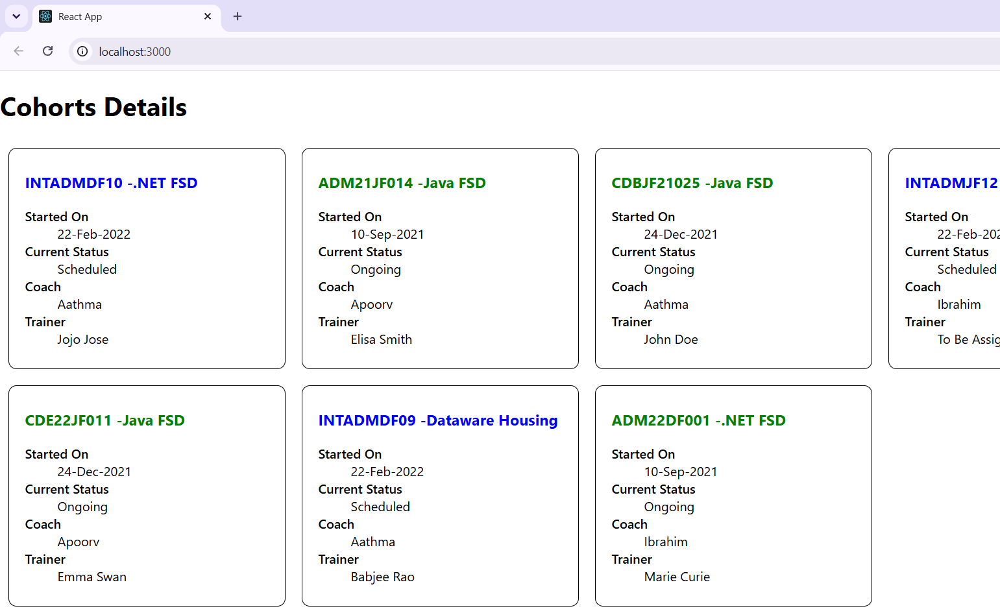 React App
localhost:3000
Cohorts Details
INTADMDF10 -.NET FSD
Started On
22-Feb-2022
Current Status
Scheduled
Coach
Aathma
Trainer
Jojo Jose
ADM21JF014 -Java FSD
Started On
10-Sep-2021
Current Status
Ongoing
Coach
Apoorv
Trainer
Elisa Smith
CDBJF21025 -Java FSD
Started On
24-Dec-2021
Current Status
Ongoing
Coach
Aathma
Trainer
John Doe
INTADMJF12
Started On
22-Feb-202
Current Status
Scheduled
Coach
Ibrahim
Trainer
To Be Assig
CDE22JF011 -Java FSD
Started On
24-Dec-2021
Current Status
Ongoing
Coach
Apoorv
Trainer
Emma Swan
INTADMDF09 -Dataware Housing
Started On
22-Feb-2022
Current Status
Scheduled
Coach
Aathma
Trainer
Babjee Rao
ADM22DF001 -.NET FSD
Started On
10-Sep-2021
Current Status
Ongoing
Coach
Ibrahim
Trainer
Marie Curie